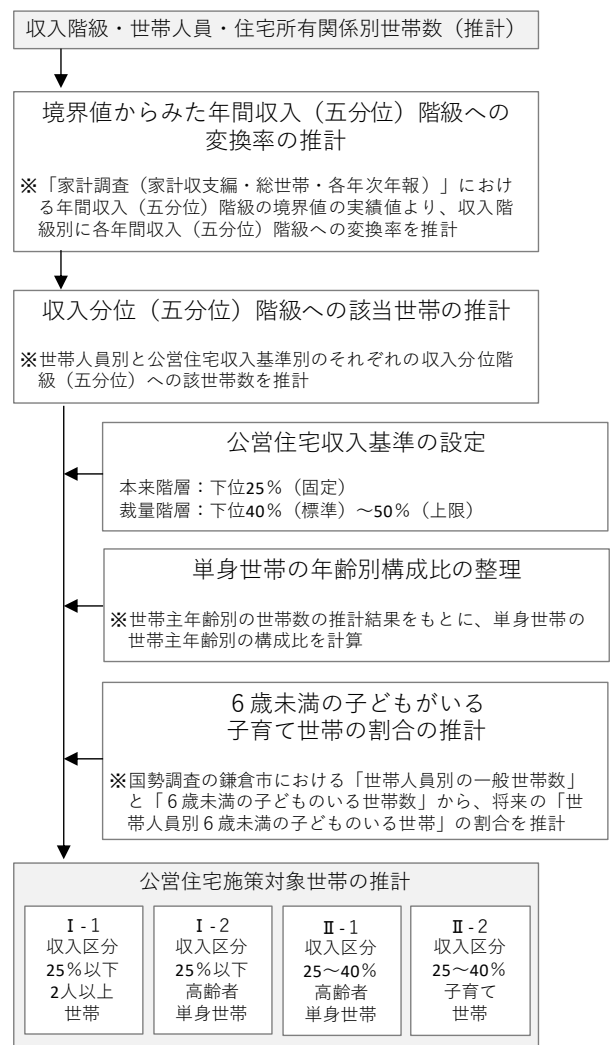 収入階級・世帯人員・住宅所有関係別世帯数（推計）
境界値からみた年間収入（五分位）階級への
変換率の推計
※「家計調査（家計収支編・総世帯・各年次年報）」におけ
る年間収入（五分位）階級の境界値の実績値より、収入階
級別に各年間収入（五分位）階級への変換率を推計
収入分位（五分位）階級への該当世帯の推計
※世帯人員別と公営住宅収入基準別のそれぞれの収入分位階
級（五分位）への該世帯数を推計
公営住宅収入基準の設定
本来階層：下位25％（固定）
裁量階層：下位40％（標準）～50％（上限）
単身世帯の年齢別構成比の整理
※世帯主年齢別の世帯数の推計結果をもとに、単身世帯の
世帯主年齢別の構成比を計算
６歳未満の子どもがいる
子育て世帯の割合の推計
※国勢調査の鎌倉市における「世帯人員別の一般世帯数」
と「６歳未満の子どものいる世帯数」から、将来の「世
帯人員別６歳未満の子どものいる世帯」の割合を推計
公営住宅施策対象世帯の推計
Ⅰ-1
収入区分
25％以下
2人以上
世帯
Ⅰ-2
収入区分
25％以下
高齢者
単身世帯
Ⅱ-1
収入区分
25～40％
高齢者
単身世帯
Ⅱ-2
収入区分
25～40％
子育て
世帯